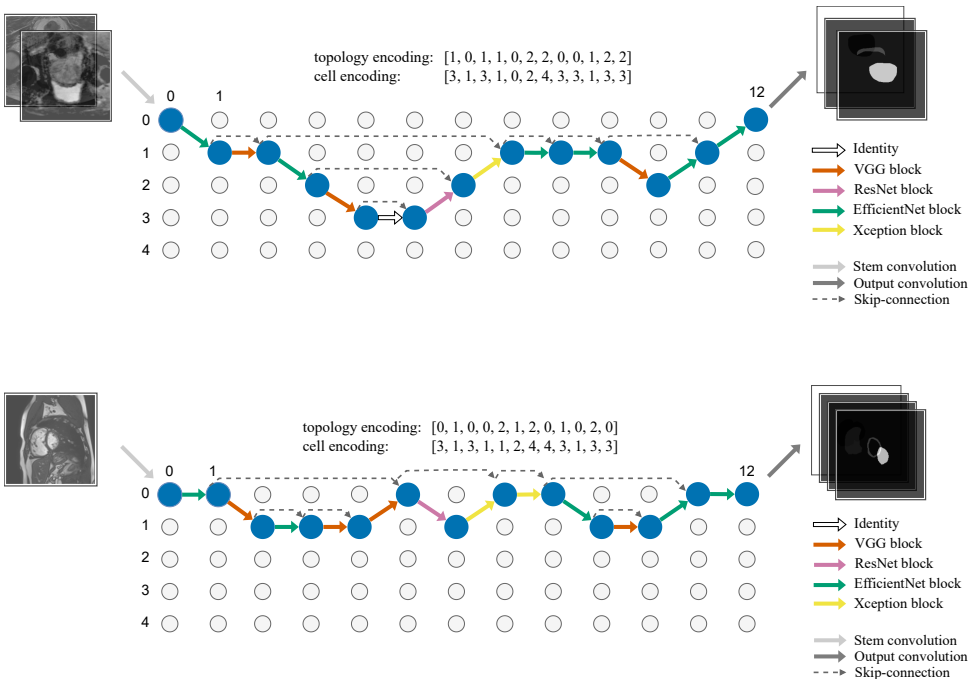 topology encoding: [1, 0, 1, 1, 0, 2, 2, 0, 0, 1, 2, 2]
cell encoding: [3, 1, 3, 1, 0, 2, 4, 3, 3, 1, 3, 3]
0 1 12
0
1
2
3
4
Identity
VGG block
ResNet block
EfficientNet block
Xception block
Stem convolution
Output convolution
Skip-connection
topology encoding: [0, 1, 0, 0, 2, 1, 2, 0, 1, 0, 2, 0]
cell encoding: [3, 1, 3, 1, 1, 2, 4, 4, 3, 1, 3, 3]
0 1 12
0
1
2
3
4
Identity
VGG block
ResNet block
EfficientNet block
Xception block
Stem convolution
Output convolution
Skip-connection